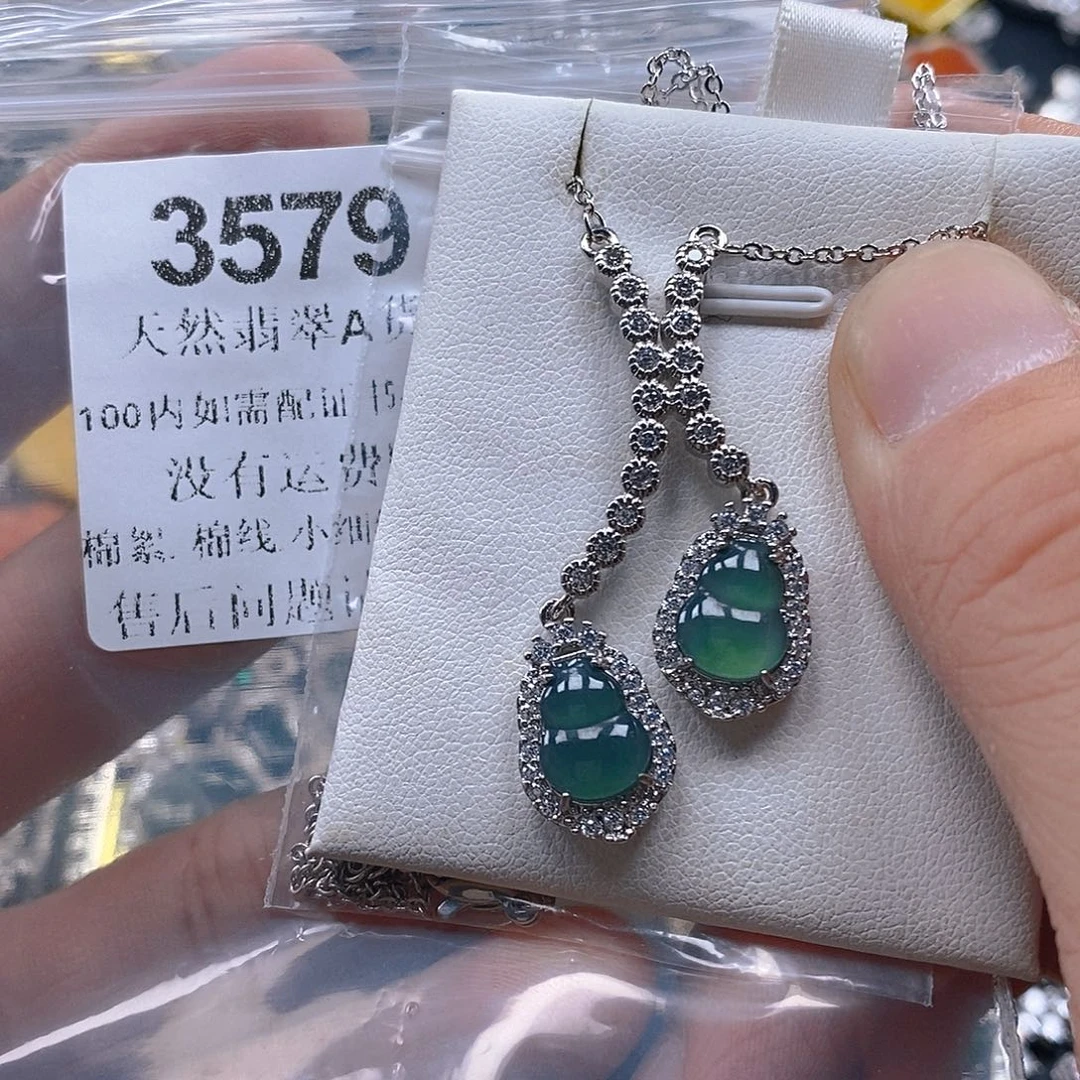 3579
天然翡翠A货
100内如需配证书
没有运费
棉絮 棉线 小细
售后问题